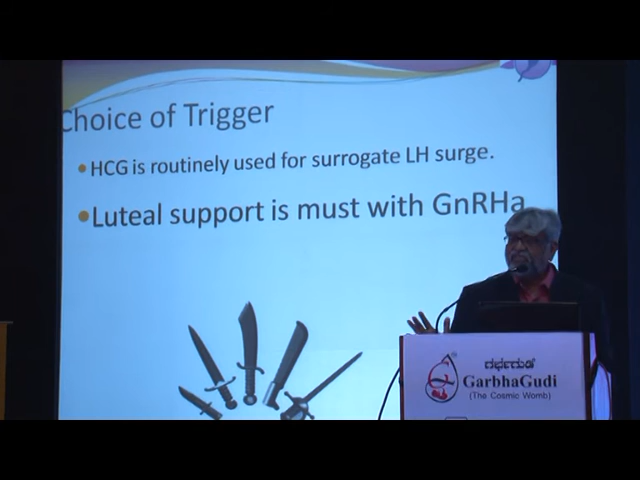 Choice of Trigger
HCG is routinely used for surrogate LH surge.
Luteal support is must with GnRHa
ಗರ್ಭಗುಡಿ
GarbhaGudi
(The Cosmic Womb)